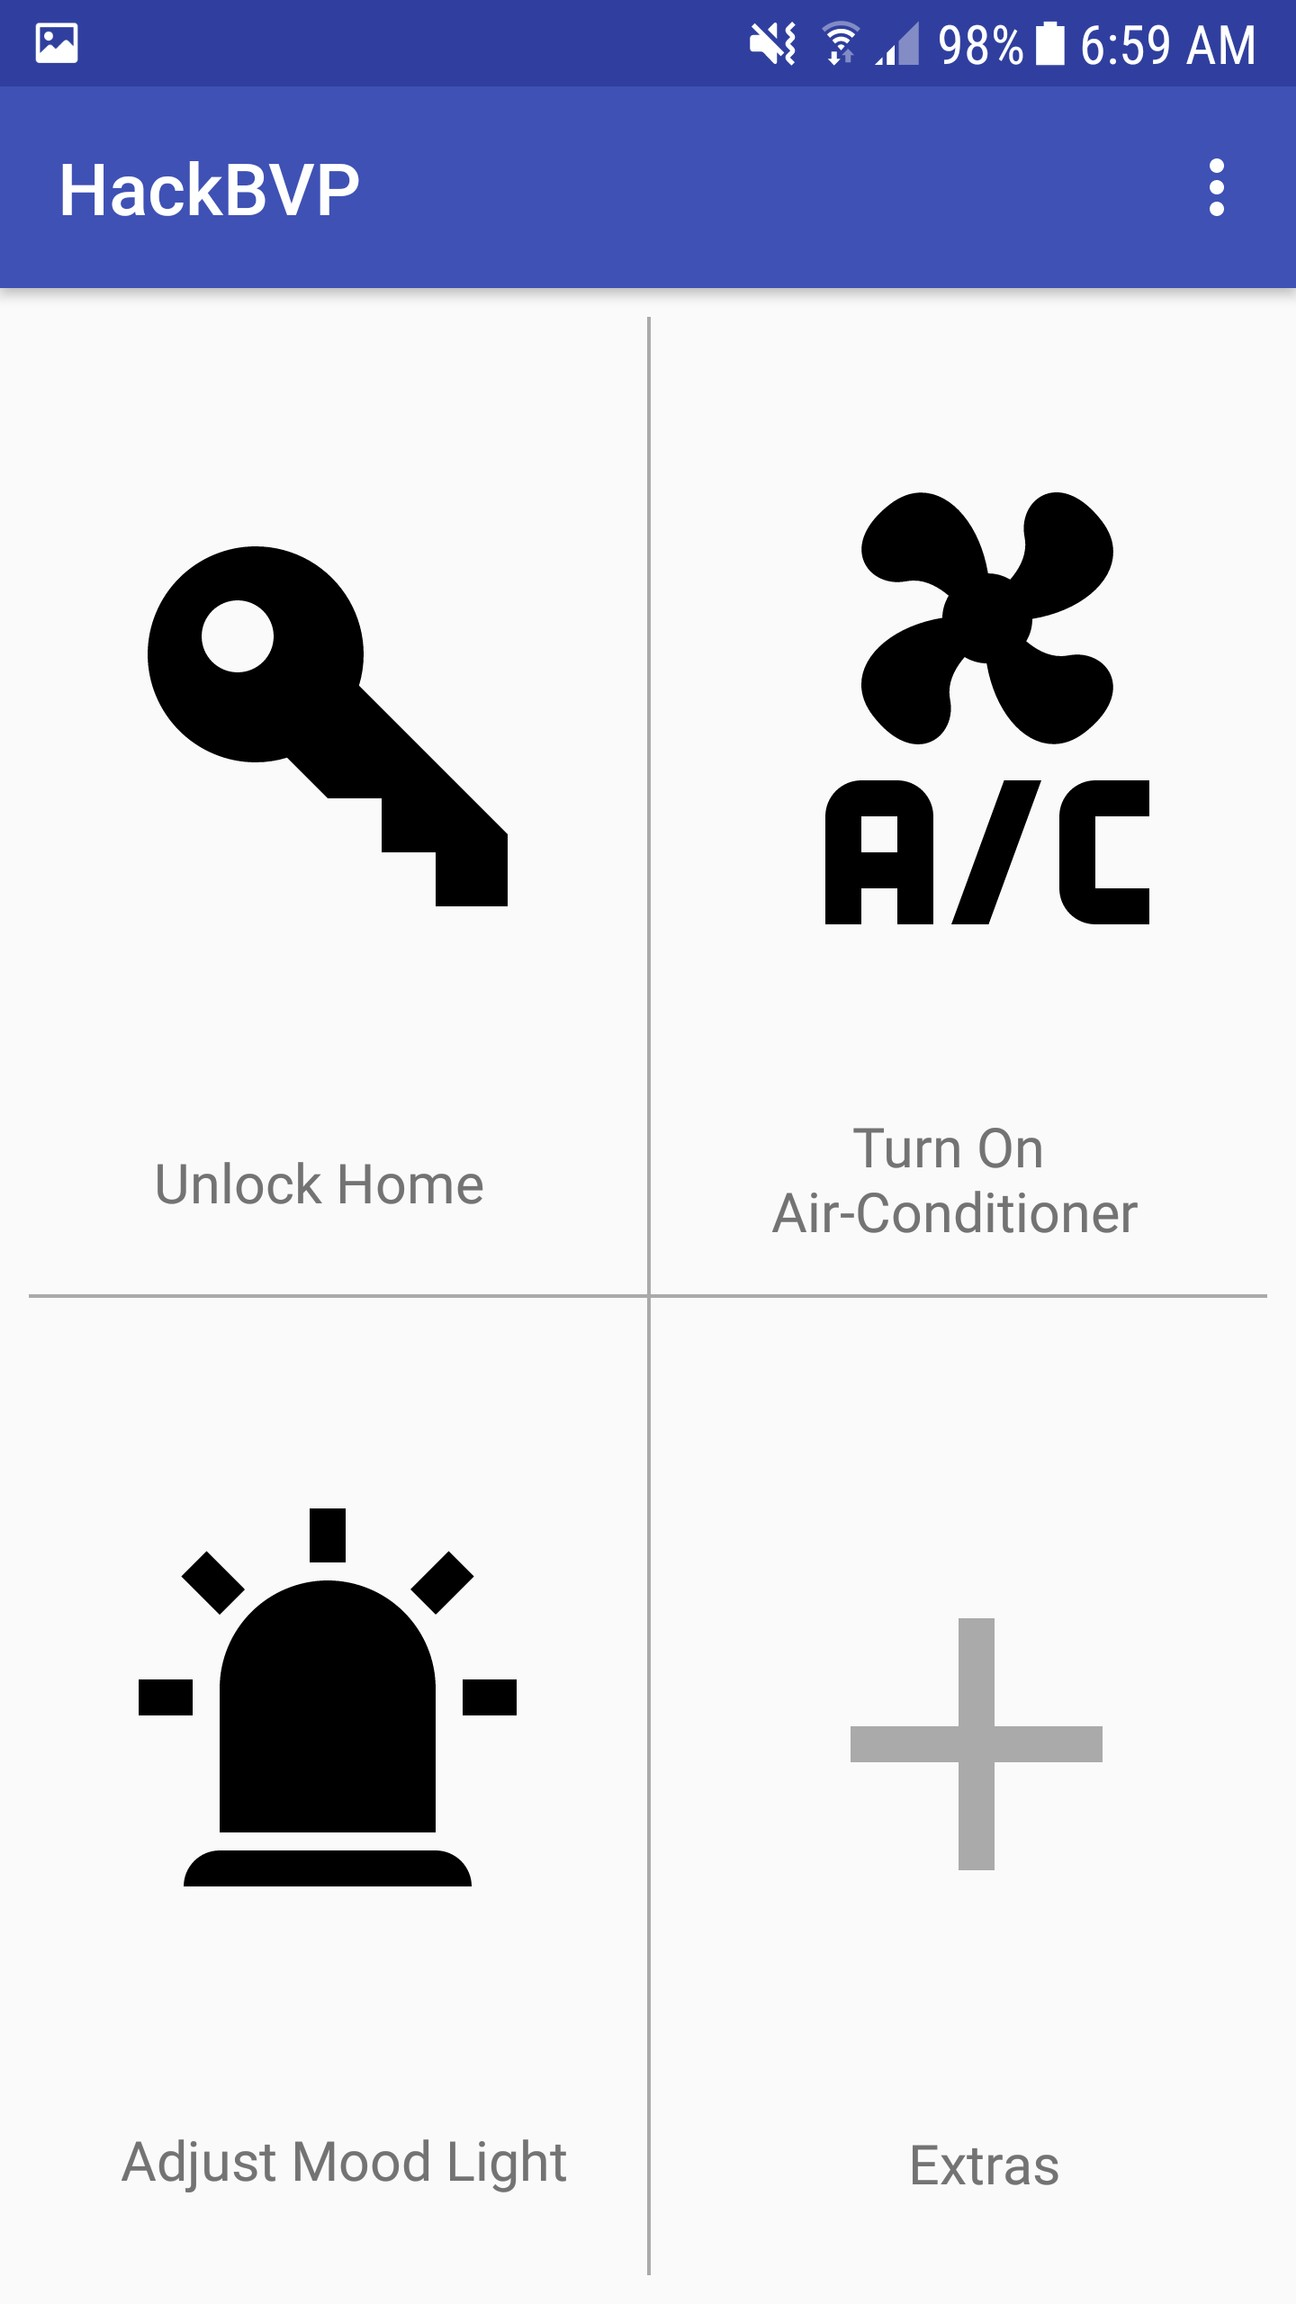 98% 6:59 AM
HackBVP
A/C
Unlock Home
Turn On
Air-Conditioner
Adjust Mood Light
Extras